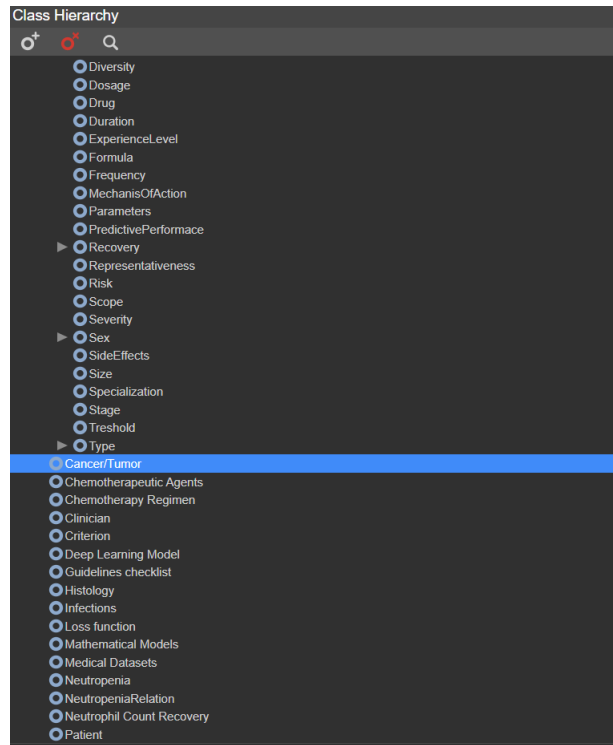 Class Hierarchy
Diversity
Dosage
Drug
Duration
ExperienceLevel
Formula
Frequency
MechanisOfAction
Parameters
PredictivePerformace
Recovery
Representativeness
Risk
Scope
Severity
Sex
SideEffects
Size
Specialization
Stage
Treshold
Type
Cancer/Tumor
Chemotherapeutic Agents
Chemotherapy Regimen
Clinician
Criterion
Deep Learning Model
Guidelines checklist
Histology
Infections
Loss function
Mathematical Models
Medical Datasets
Neutropenia
NeutropeniaRelation
Neutrophil Count Recovery
Patient